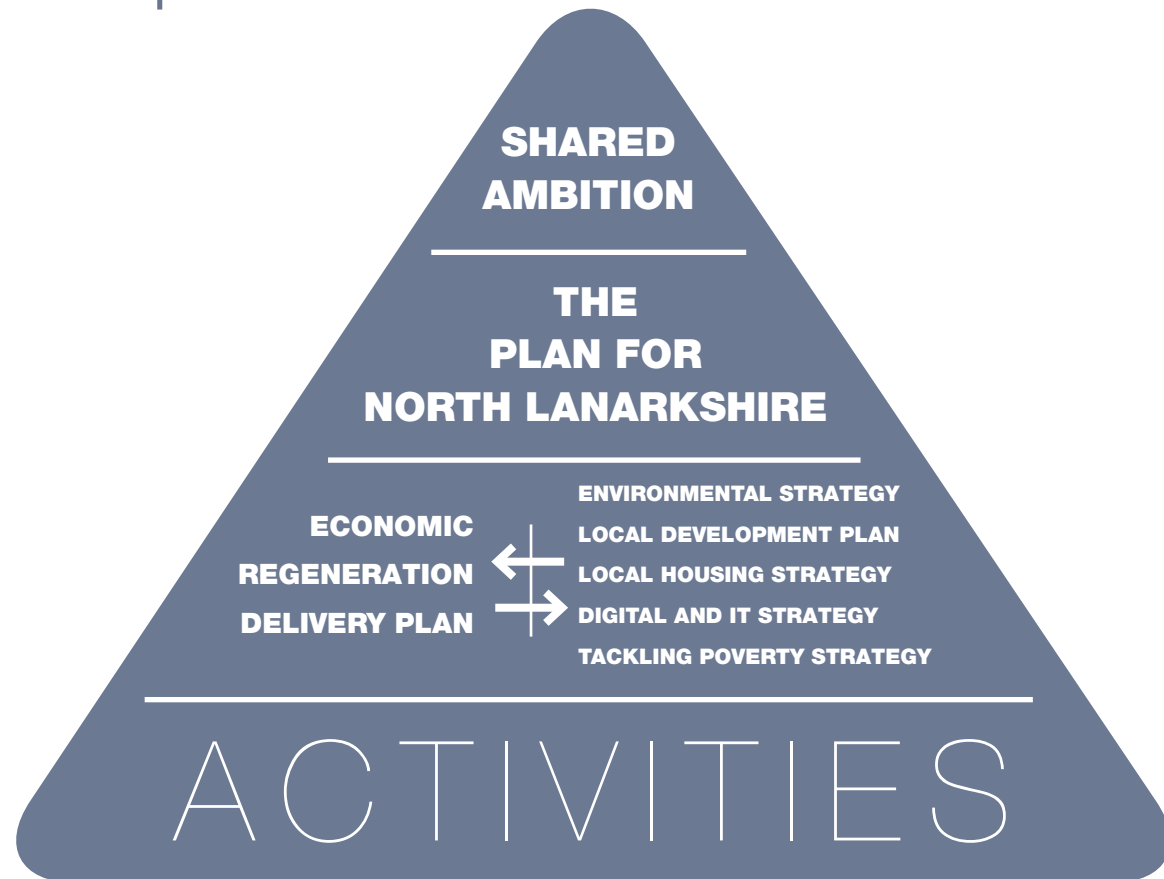 SHARED
AMBITION
THE
PLAN FOR
NORTH LANARKSHIRE
ECONOMIC
REGENERATION
DELIVERY PLAN
ENVIRONMENTAL STRATEGY
LOCAL DEVELOPMENT PLAN
LOCAL HOUSING STRATEGY
DIGITAL AND IT STRATEGY
TACKLING POVERTY STRATEGY
ACTIVITIES